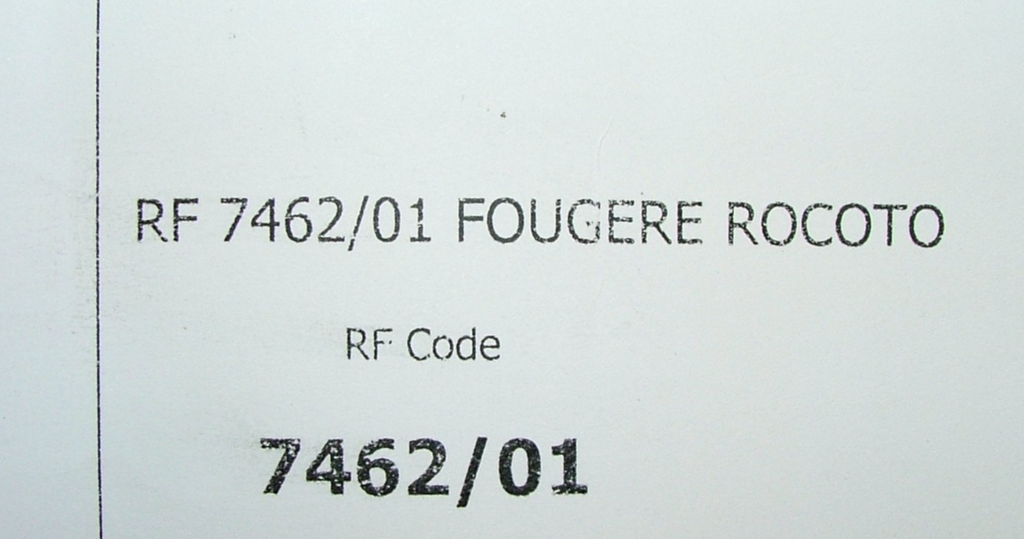 RF 7462/01 FOUGERE ROCOTO
RF Code
7462/01